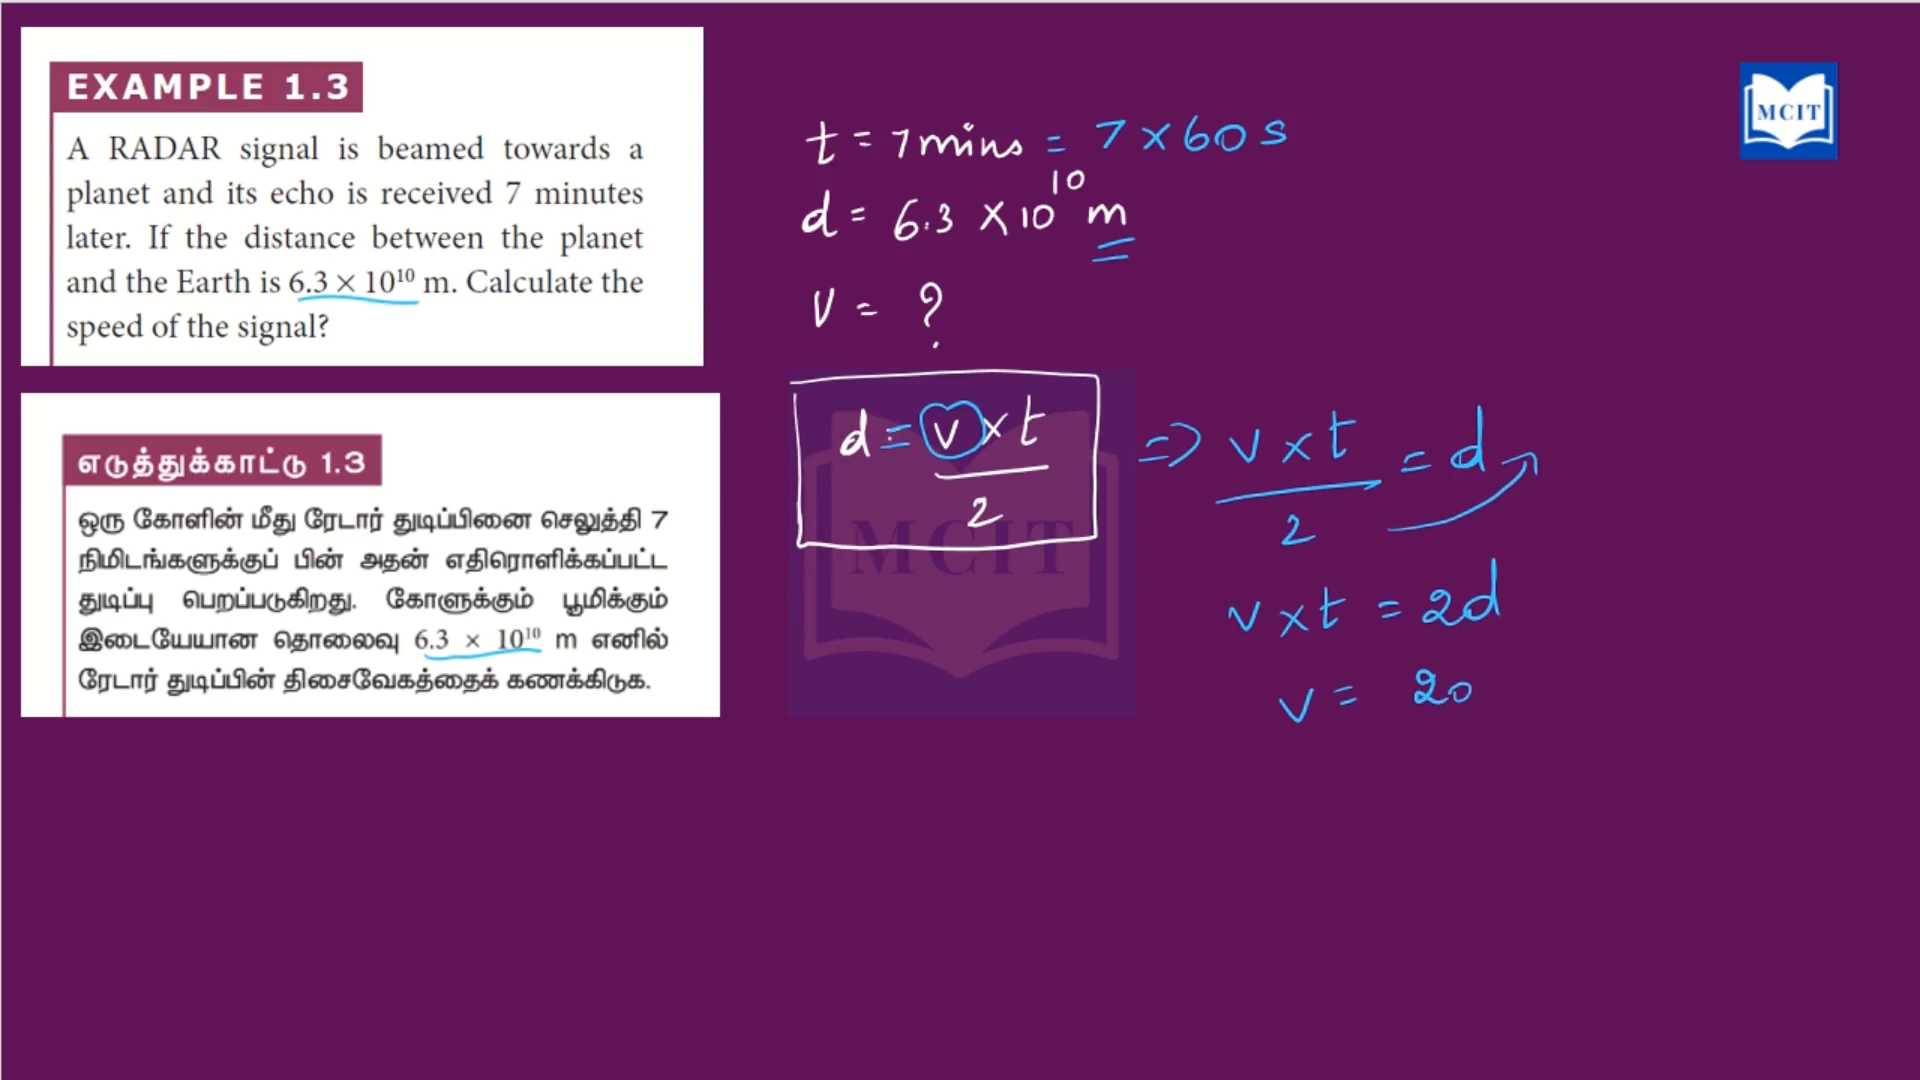 EXAMPLE 1.3
A RADAR signal is beamed towards a
planet and its echo is received 7 minutes
later. If the distance between the planet
and the Earth is 6.3 × 10¹⁰ m. Calculate the
speed of the signal?
எடுத்துக்காட்டு 1.3
ஒரு கோளின் மீது ரேடார் துடிப்பினை செலுத்தி 7
நிமிடங்களுக்குப் பின் அதன் எதிரொளிக்கப்பட்ட
துடிப்பு பெறப்படுகிறது. கோளுக்கும் பூமிக்கும்
இடையேயான தொலைவு 6.3 × 10¹⁰ m எனில்
ரேடார் துடிப்பின் திசைவேகத்தைக் கணக்கிடுக.
t = 7 mins = 7 × 60 s
d = 6.3 × 10¹⁰ m
V = ?
d = v × t / 2
⇒ v × t / 2 = d
v × t = 2d
v = 20
MCIT
MCIT